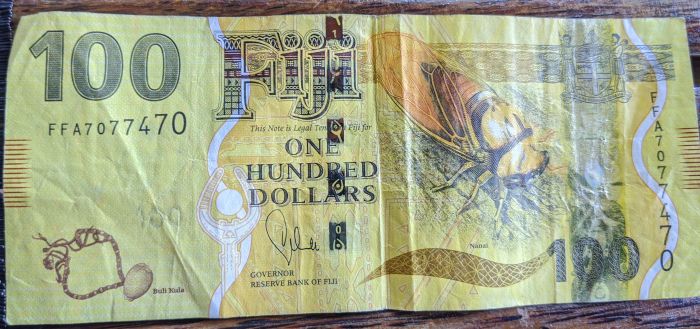 100
Fiji
FFA7077470
This Note is Legal Tender in Fiji for
ONE
HUNDRED
DOLLARS
GOVERNOR
RESERVE BANK OF FIJI
Buli Kula
Nanai
100
FFA7077470